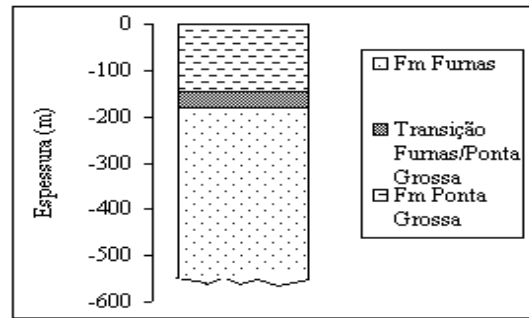 Espessura (m)
0
-100
-200
-300
-400
-500
-600
Fm Furnas
Transição
Furnas/Ponta
Grossa
Fm Ponta
Grossa